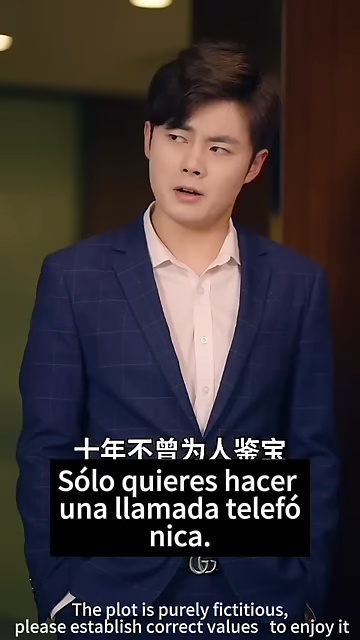 十年不曾为人鉴宝
Sólo quieres hacer
una llamada telefó
nica.
The plot is purely fictitious,
please establish correct values to enjoy it